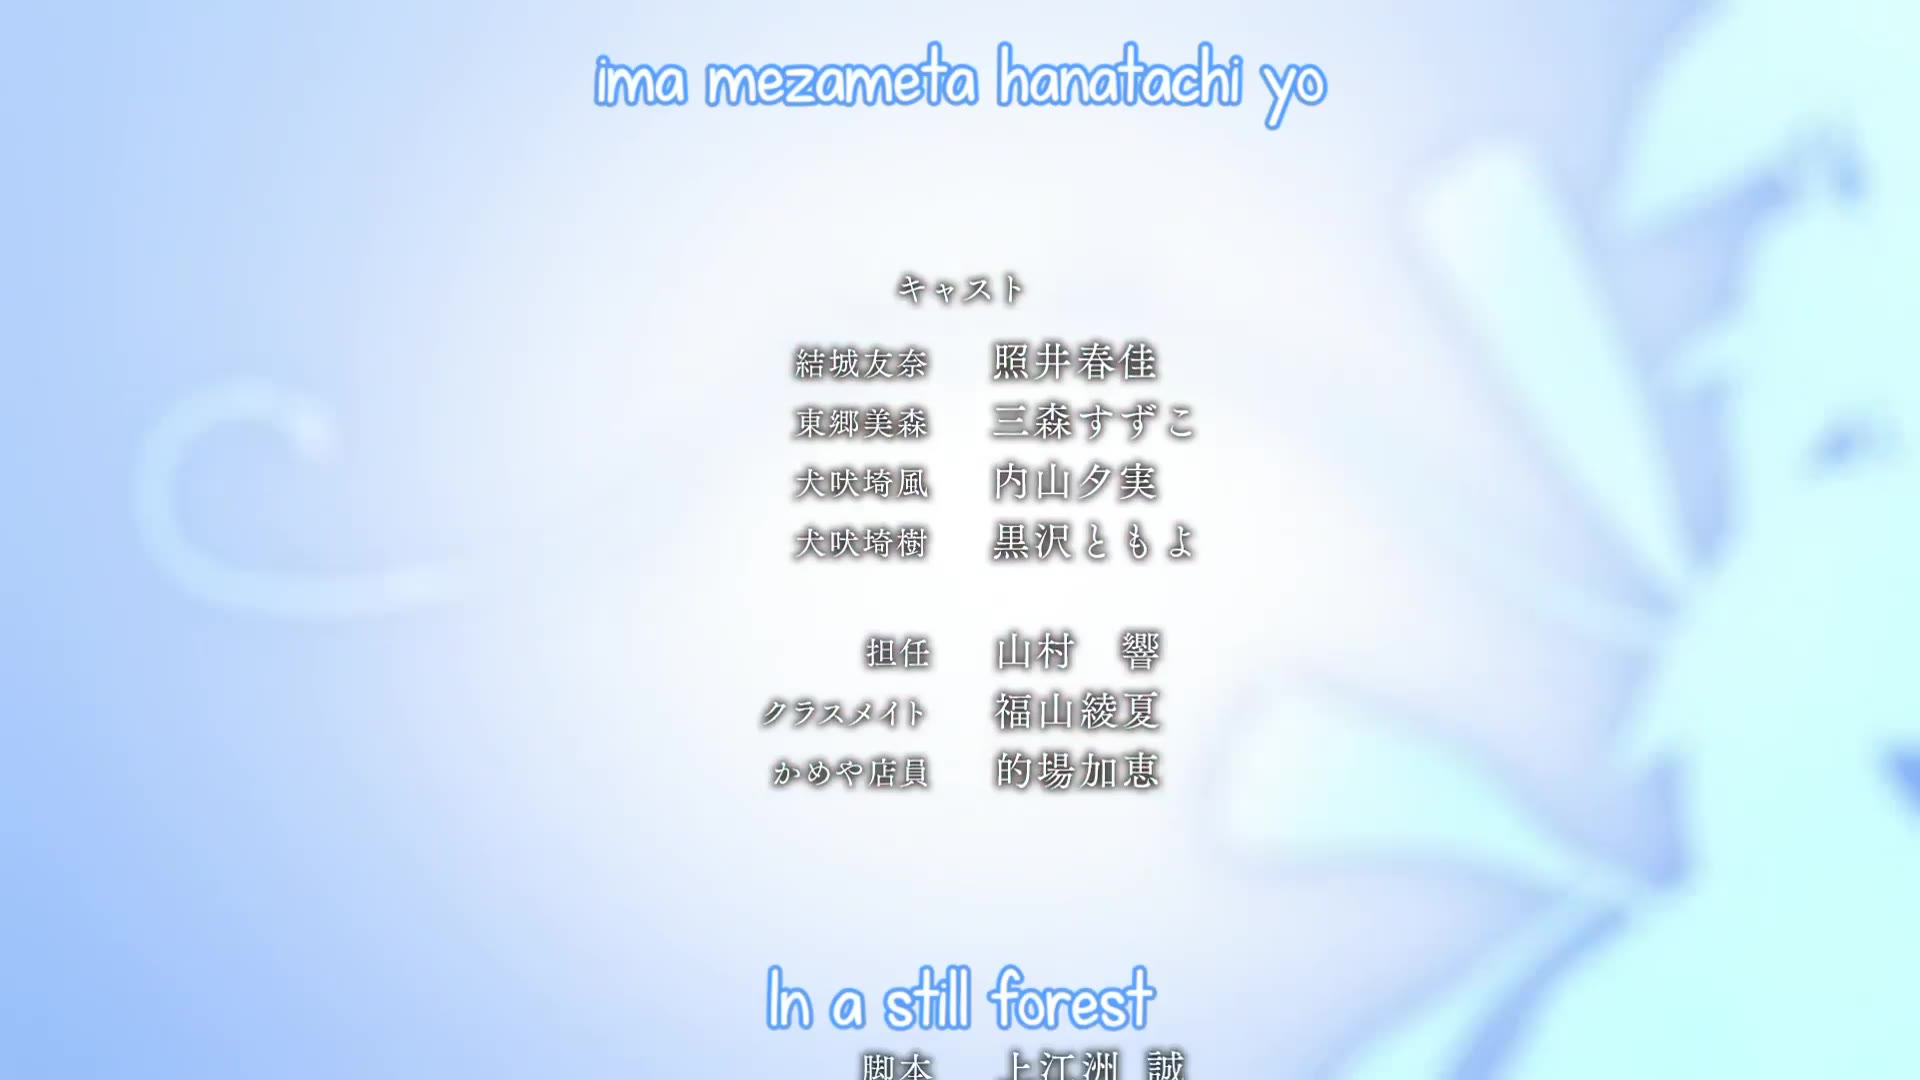 ima mezameta hanatachi yo
キャスト
結城友奈 照井春佳
東郷美森 三森すずこ
犬吠埼風 内山夕実
犬吠埼樹 黒沢ともよ
担任 山村 響
クラスメイト 福山綾夏
かめや店員 的場加恵
In a still forest
脚本 上江洲 誠